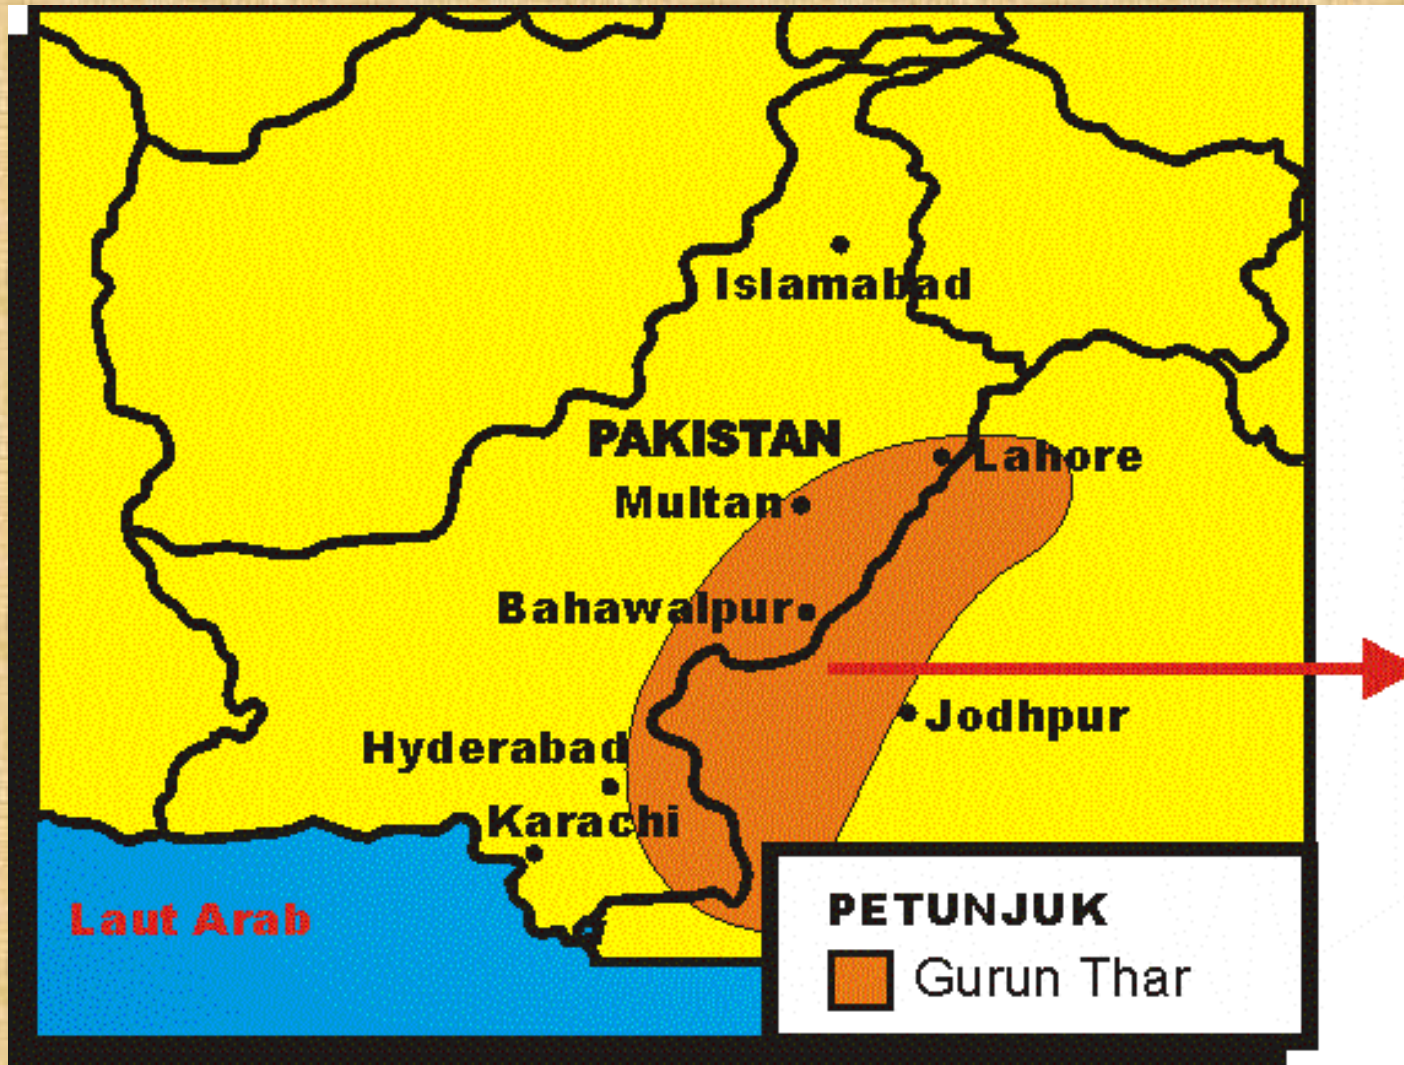 Islamabad
PAKISTAN
Lahore
Multan
Bahawalpur
Jodhpur
Hyderabad
Karachi
Laut Arab
PETUNJUK
Gurun Thar